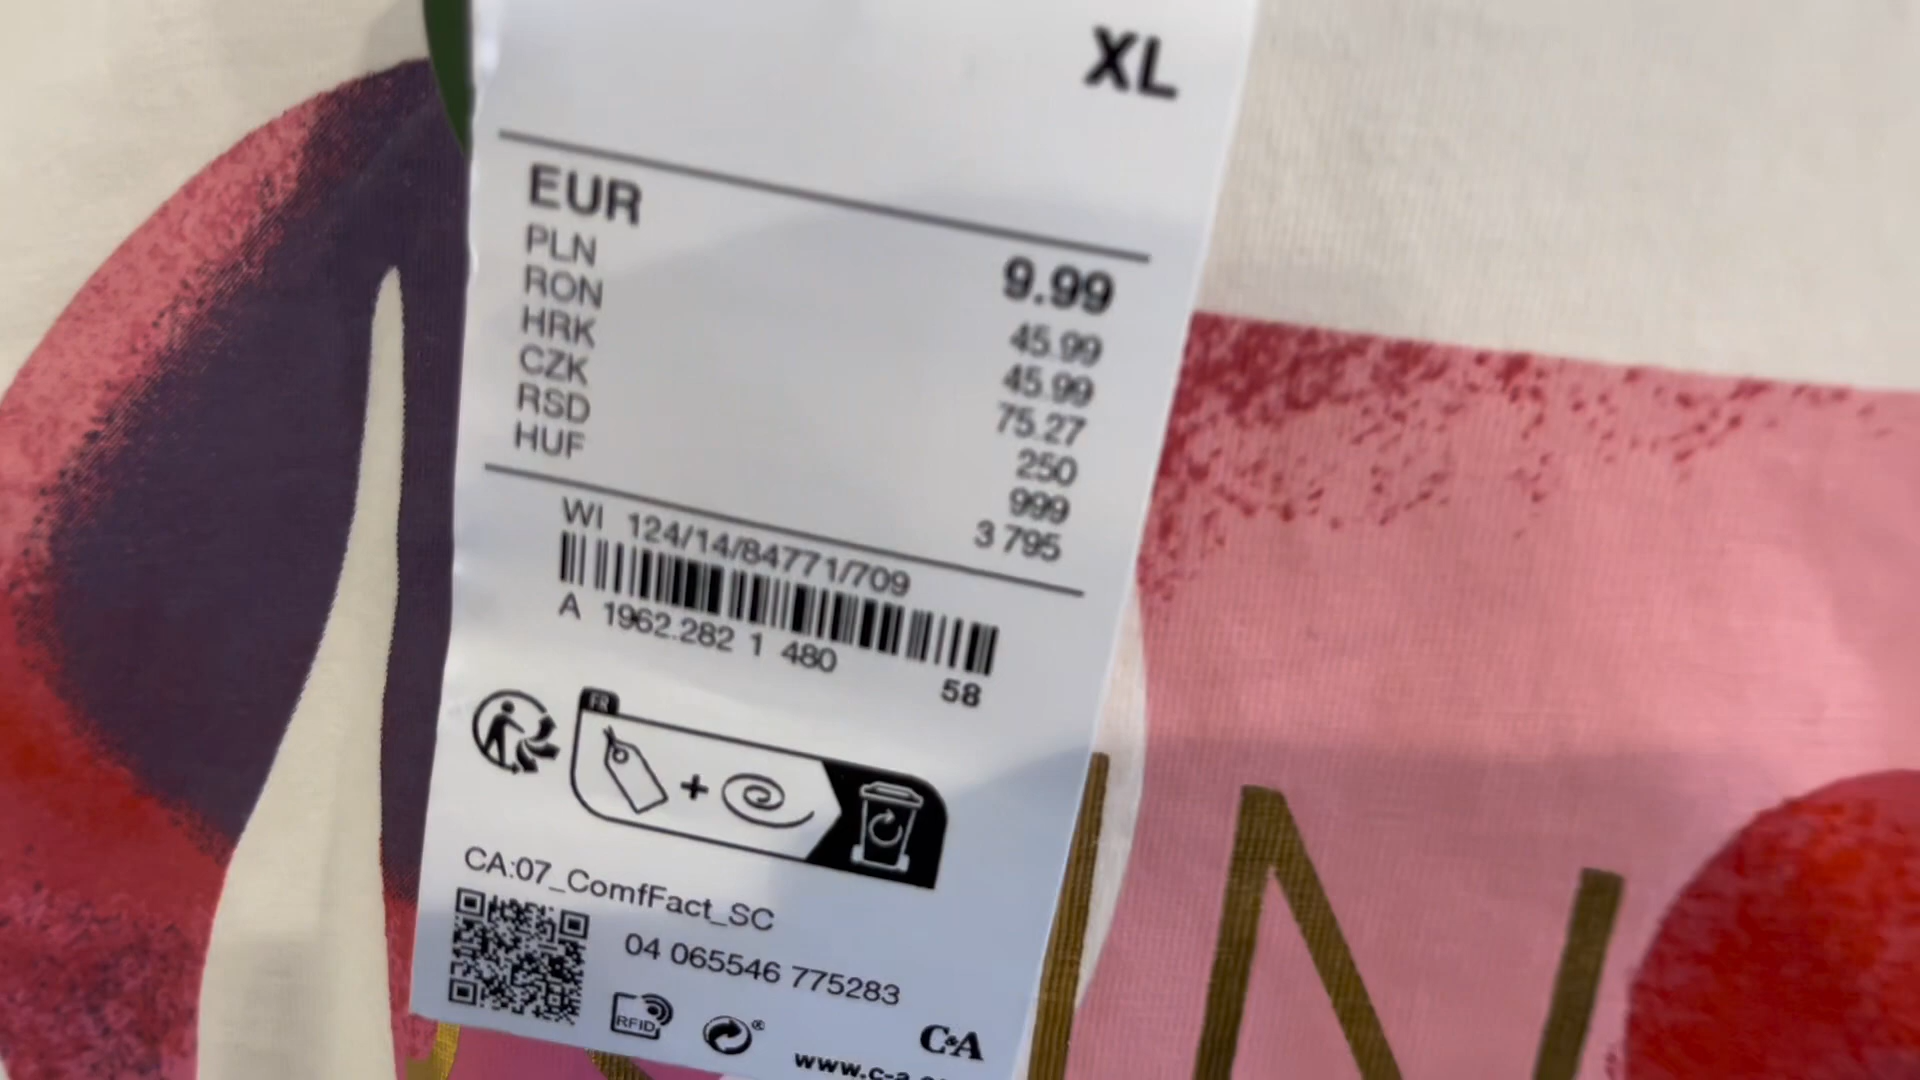 XL
EUR 9.99
PLN 45.99
RON 45.99
HRK 75.27
CZK 250
RSD 999
HUF 3 795
WI 124/14/84771/709
A 1962.282 1 480
58
FR
+
CA:07_ComfFact_SC
04 065546 775283
RFID
®
C&A
www.c-a.
N